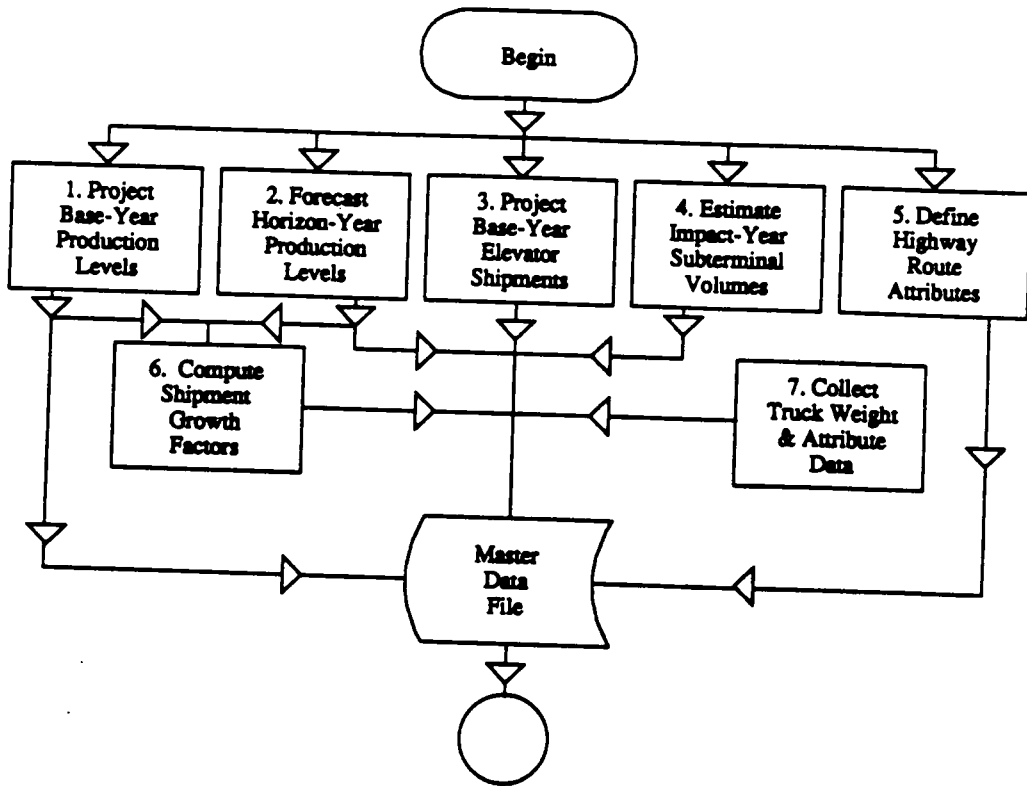 Begin
1. Project
Base-Year
Production
Levels
2. Forecast
Horizon-Year
Production
Levels
3. Project
Base-Year
Elevator
Shipments
4. Estimate
Impact-Year
Subterminal
Volumes
5. Define
Highway
Route
Attributes
6. Compute
Shipment
Growth
Factors
7. Collect
Truck Weight
& Attribute
Data
Master
Data
File